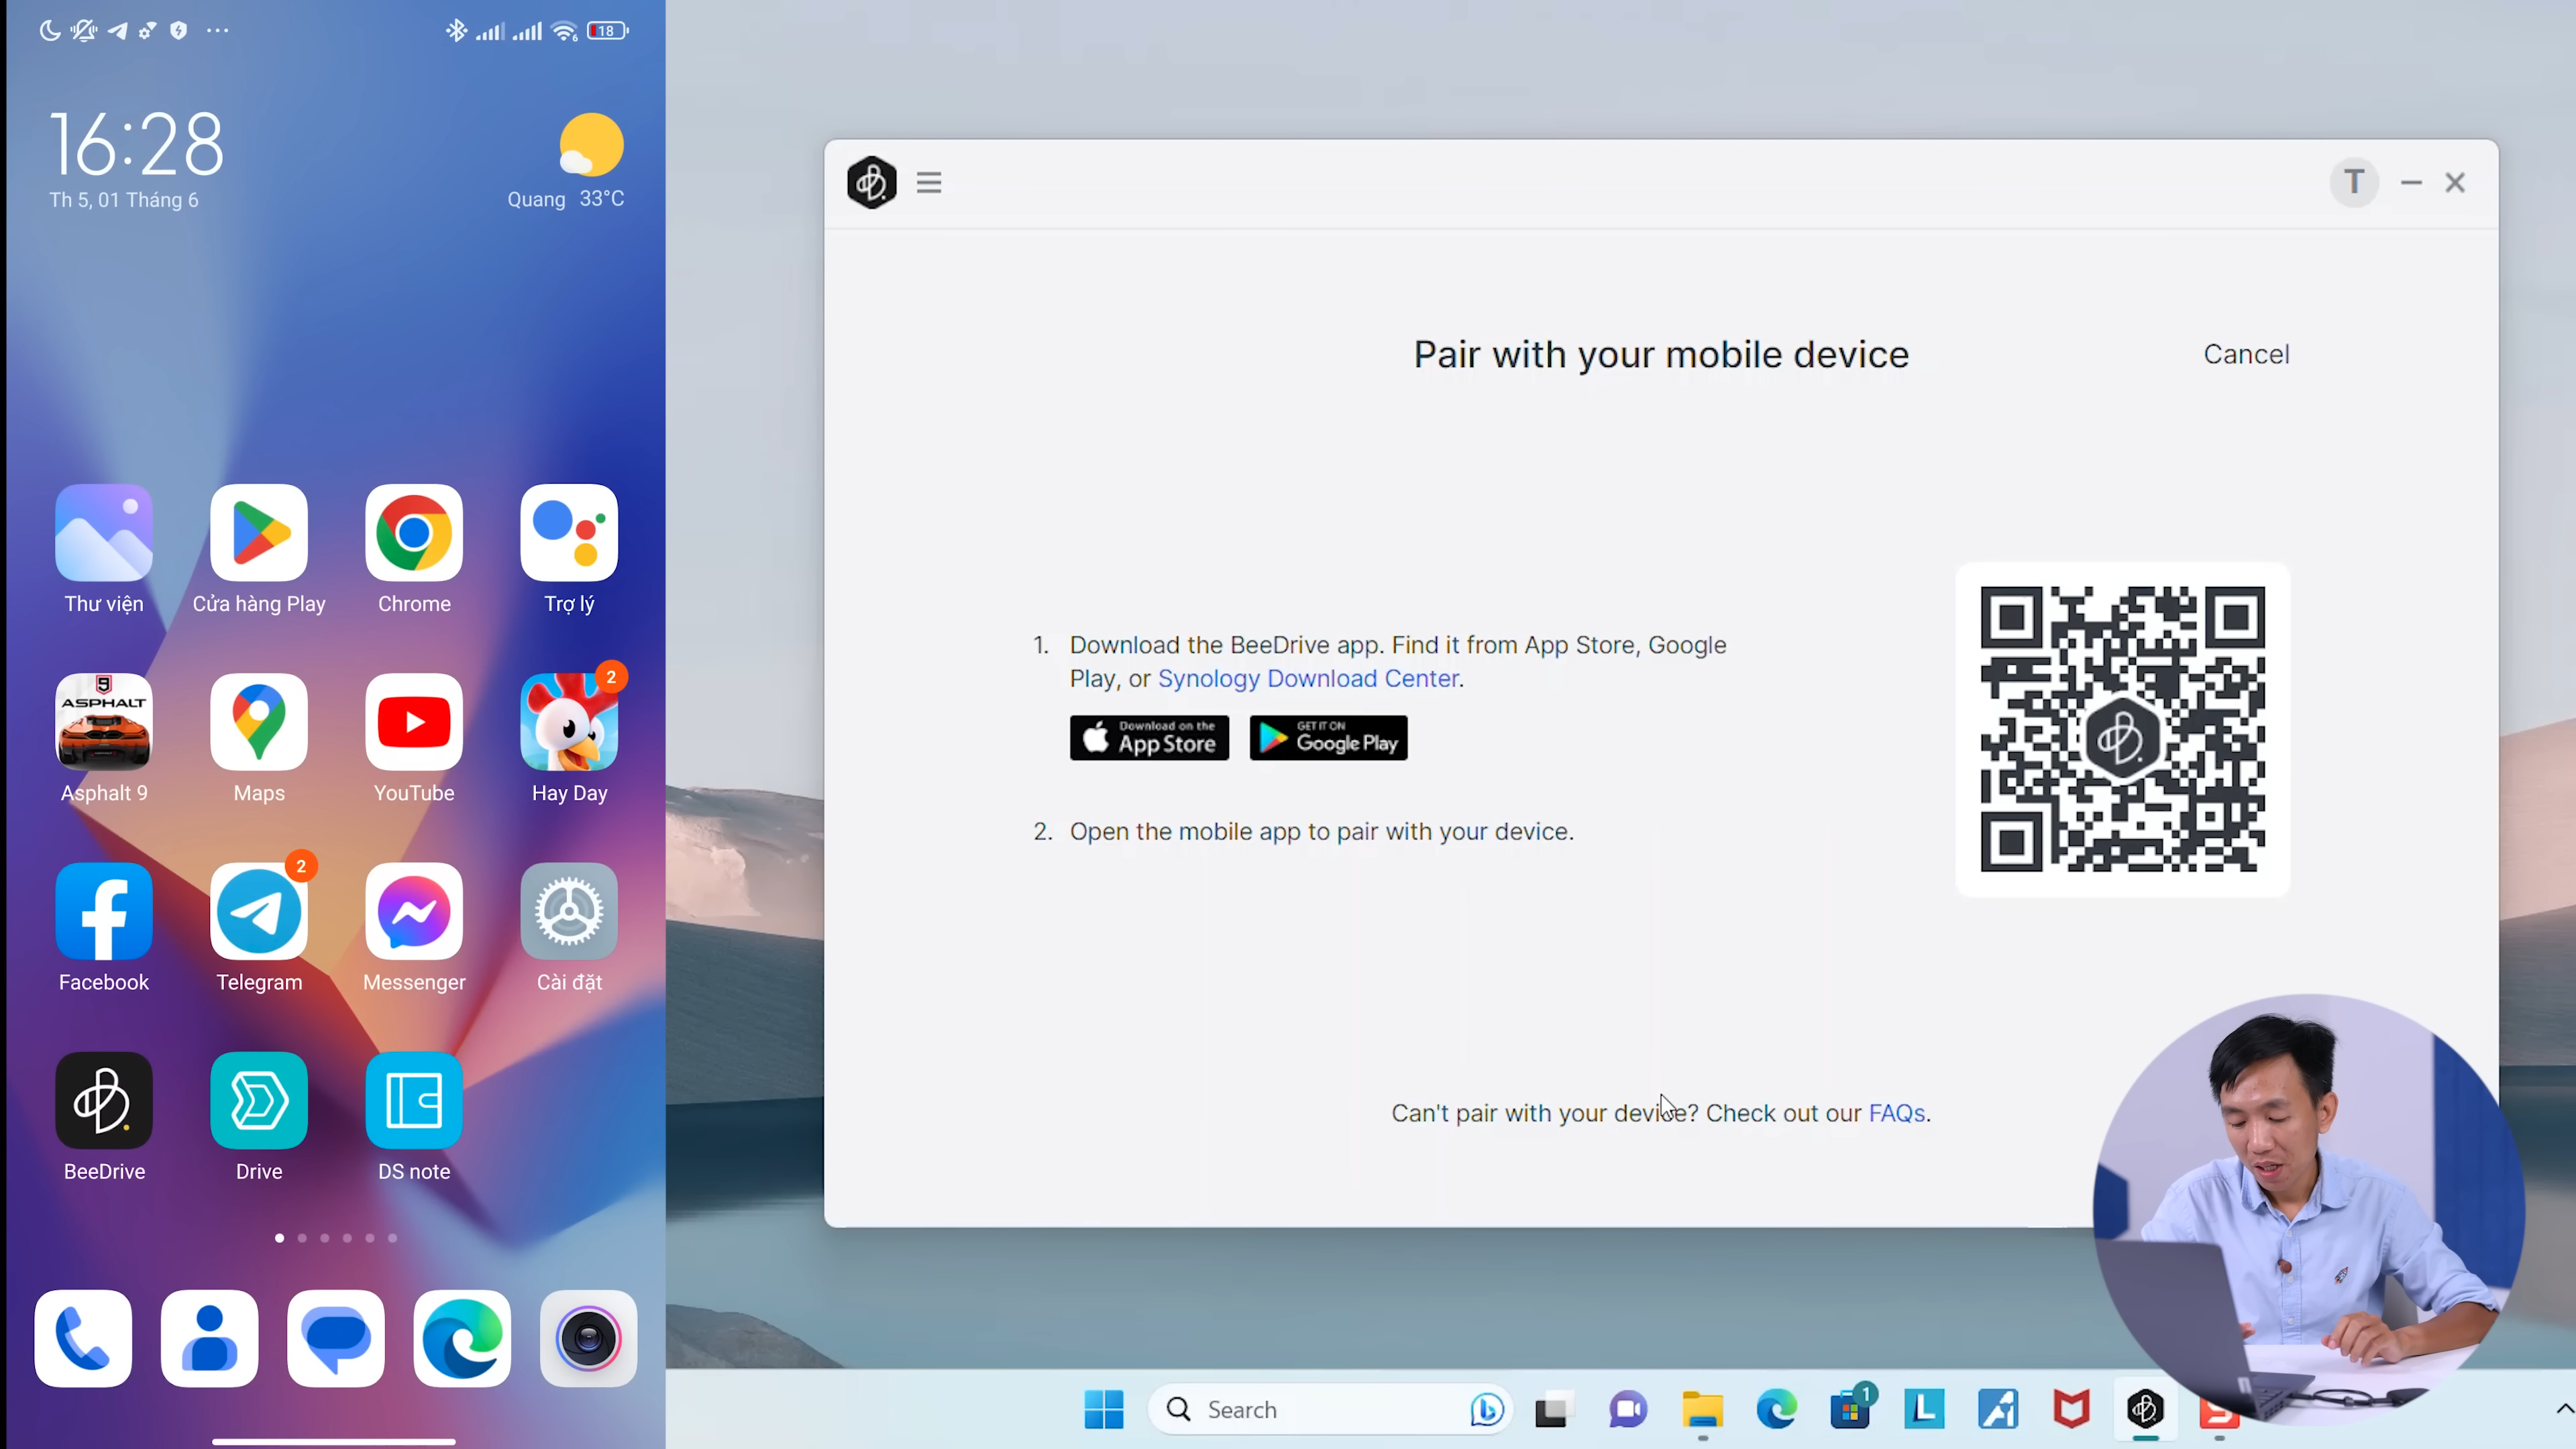 18
16:28
Th 5, 01 Tháng 6
Quang 33°C
Thư viện
Cửa hàng Play
Chrome
Trợ lý
9
ASPHALT
2
Asphalt 9
Maps
YouTube
Hay Day
2
Facebook
Telegram
Messenger
Cài đặt
BeeDrive
Drive
DS note
T
Pair with your mobile device
Cancel
1. Download the BeeDrive app. Find it from App Store, Google
Play, or Synology Download Center.
Download on the
App Store
GET IT ON
Google Play
2. Open the mobile app to pair with your device.
Can't pair with your device? Check out our FAQs.
Search
1
L